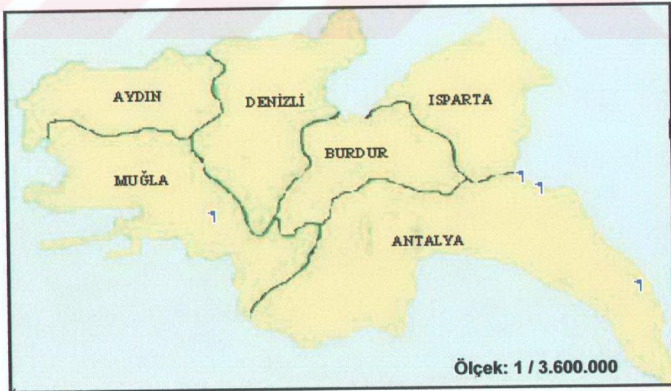 AYDIN
DENİZLİ
ISPARTA
BURDUR
MUĞLA
ANTALYA
Ölçek: 1 / 3.600.000